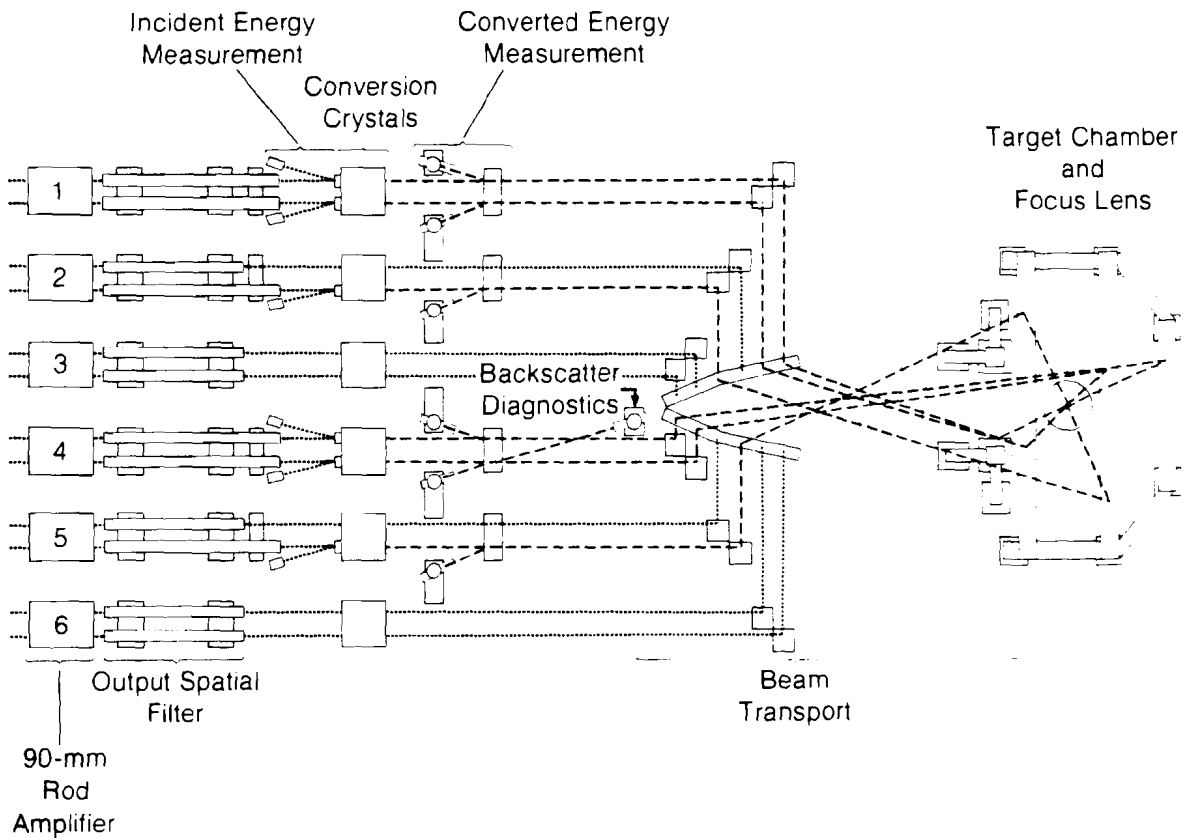 Incident Energy
Measurement
Converted Energy
Measurement
Conversion
Crystals
Target Chamber
and
Focus Lens
1
2
3
Backscatter
Diagnostics
4
5
6
Output Spatial
Filter
Beam
Transport
90-mm
Rod
Amplifier